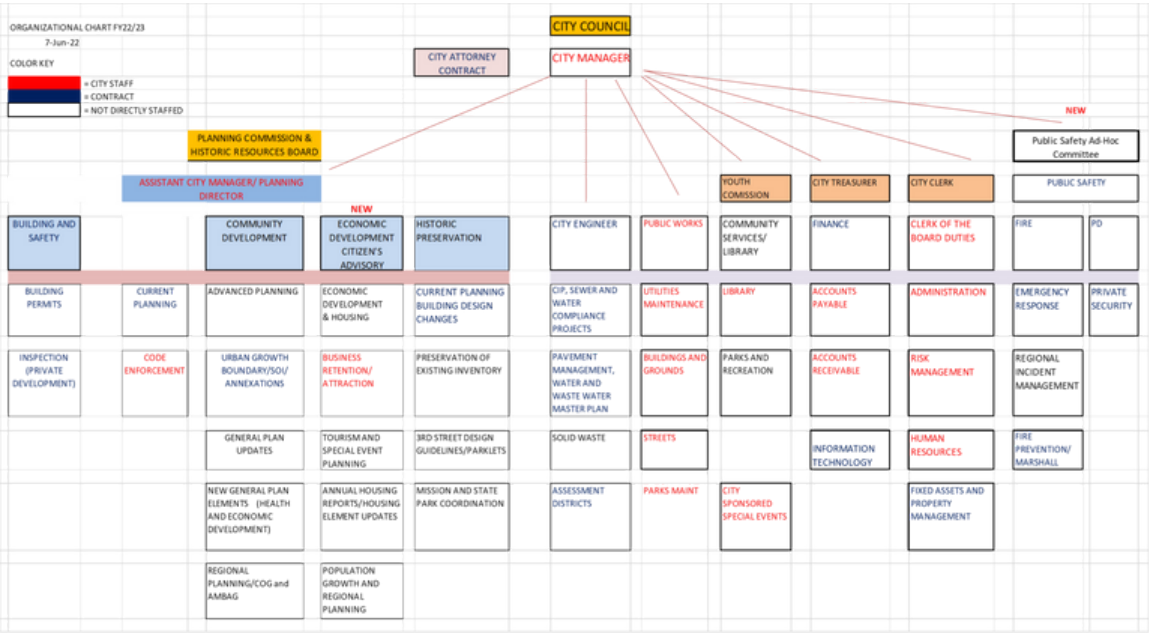 ORGANIZATIONAL CHART FY22/23
7-Jun-22
COLOR KEY
= CITY STAFF
= CONTRACT
= NOT DIRECTLY STAFFED
CITY COUNCIL
CITY ATTORNEY
CONTRACT
CITY MANAGER
NEW
PLANNING COMMISSION &
HISTORIC RESOURCES BOARD
Public Safety Ad-Hoc
Committee
ASSISTANT CITY MANAGER/ PLANNING
DIRECTOR
YOUTH
COMISSION
CITY TREASURER
CITY CLERK
PUBLIC SAFETY
NEW
BUILDING AND
SAFETY
COMMUNITY
DEVELOPMENT
ECONOMIC
DEVELOPMENT
CITIZEN'S
ADVISORY
HISTORIC
PRESERVATION
CITY ENGINEER
PUBLIC WORKS
COMMUNITY
SERVICES/
LIBRARY
FINANCE
CLERK OF THE
BOARD DUTIES
FIRE
PD
BUILDING
PERMITS
CURRENT
PLANNING
ADVANCED PLANNING
ECONOMIC
DEVELOPMENT
& HOUSING
CURRENT PLANNING
BUILDING DESIGN
CHANGES
CIP, SEWER AND
WATER
COMPLIANCE
PROJECTS
UTILITIES
MAINTENANCE
LIBRARY
ACCOUNTS
PAYABLE
ADMINISTRATION
EMERGENCY
RESPONSE
PRIVATE
SECURITY
INSPECTION
(PRIVATE
DEVELOPMENT)
CODE
ENFORCEMENT
URBAN GROWTH
BOUNDARY/SOI/
ANNEXATIONS
BUSINESS
RETENTION/
ATTRACTION
PRESERVATION OF
EXISTING INVENTORY
PAVEMENT
MANAGEMENT,
WATER AND
WASTE WATER
MASTER PLAN
BUILDINGS AND
GROUNDS
PARKS AND
RECREATION
ACCOUNTS
RECEIVABLE
RISK
MANAGEMENT
REGIONAL
INCIDENT
MANAGEMENT
GENERAL PLAN
UPDATES
TOURISM AND
SPECIAL EVENT
PLANNING
3RD STREET DESIGN
GUIDELINES/PARKLETS
SOLID WASTE
STREETS
INFORMATION
TECHNOLOGY
HUMAN
RESOURCES
FIRE
PREVENTION/
MARSHALL
NEW GENERAL PLAN
ELEMENTS (HEALTH
AND ECONOMIC
DEVELOPMENT)
ANNUAL HOUSING
REPORTS/HOUSING
ELEMENT UPDATES
MISSION AND STATE
PARK COORDINATION
ASSESSMENT
DISTRICTS
PARKS MAINT
CITY
SPONSORED
SPECIAL EVENTS
FIXED ASSETS AND
PROPERTY
MANAGEMENT
REGIONAL
PLANNING/COG and
AMBAG
POPULATION
GROWTH AND
REGIONAL
PLANNING